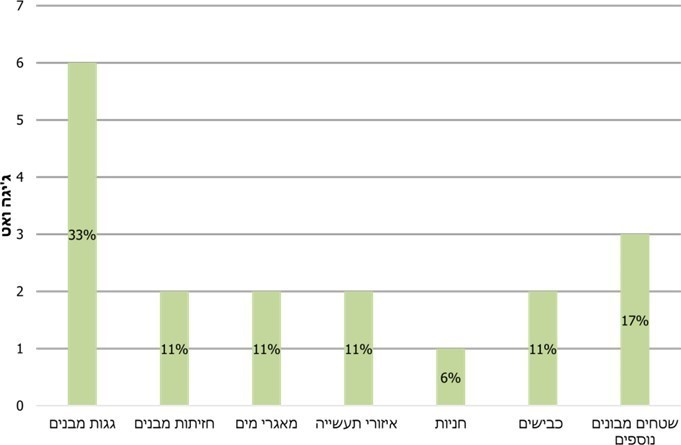 7
6
5
4
3
2
1
0
ג'יגה ואט
33%
11%
11%
11%
6%
11%
17%
גגות מבנים
חזיתות מבנים
מאגרי מים
איזורי תעשייה
חניות
כבישים
שטחים מבונים
נוספים